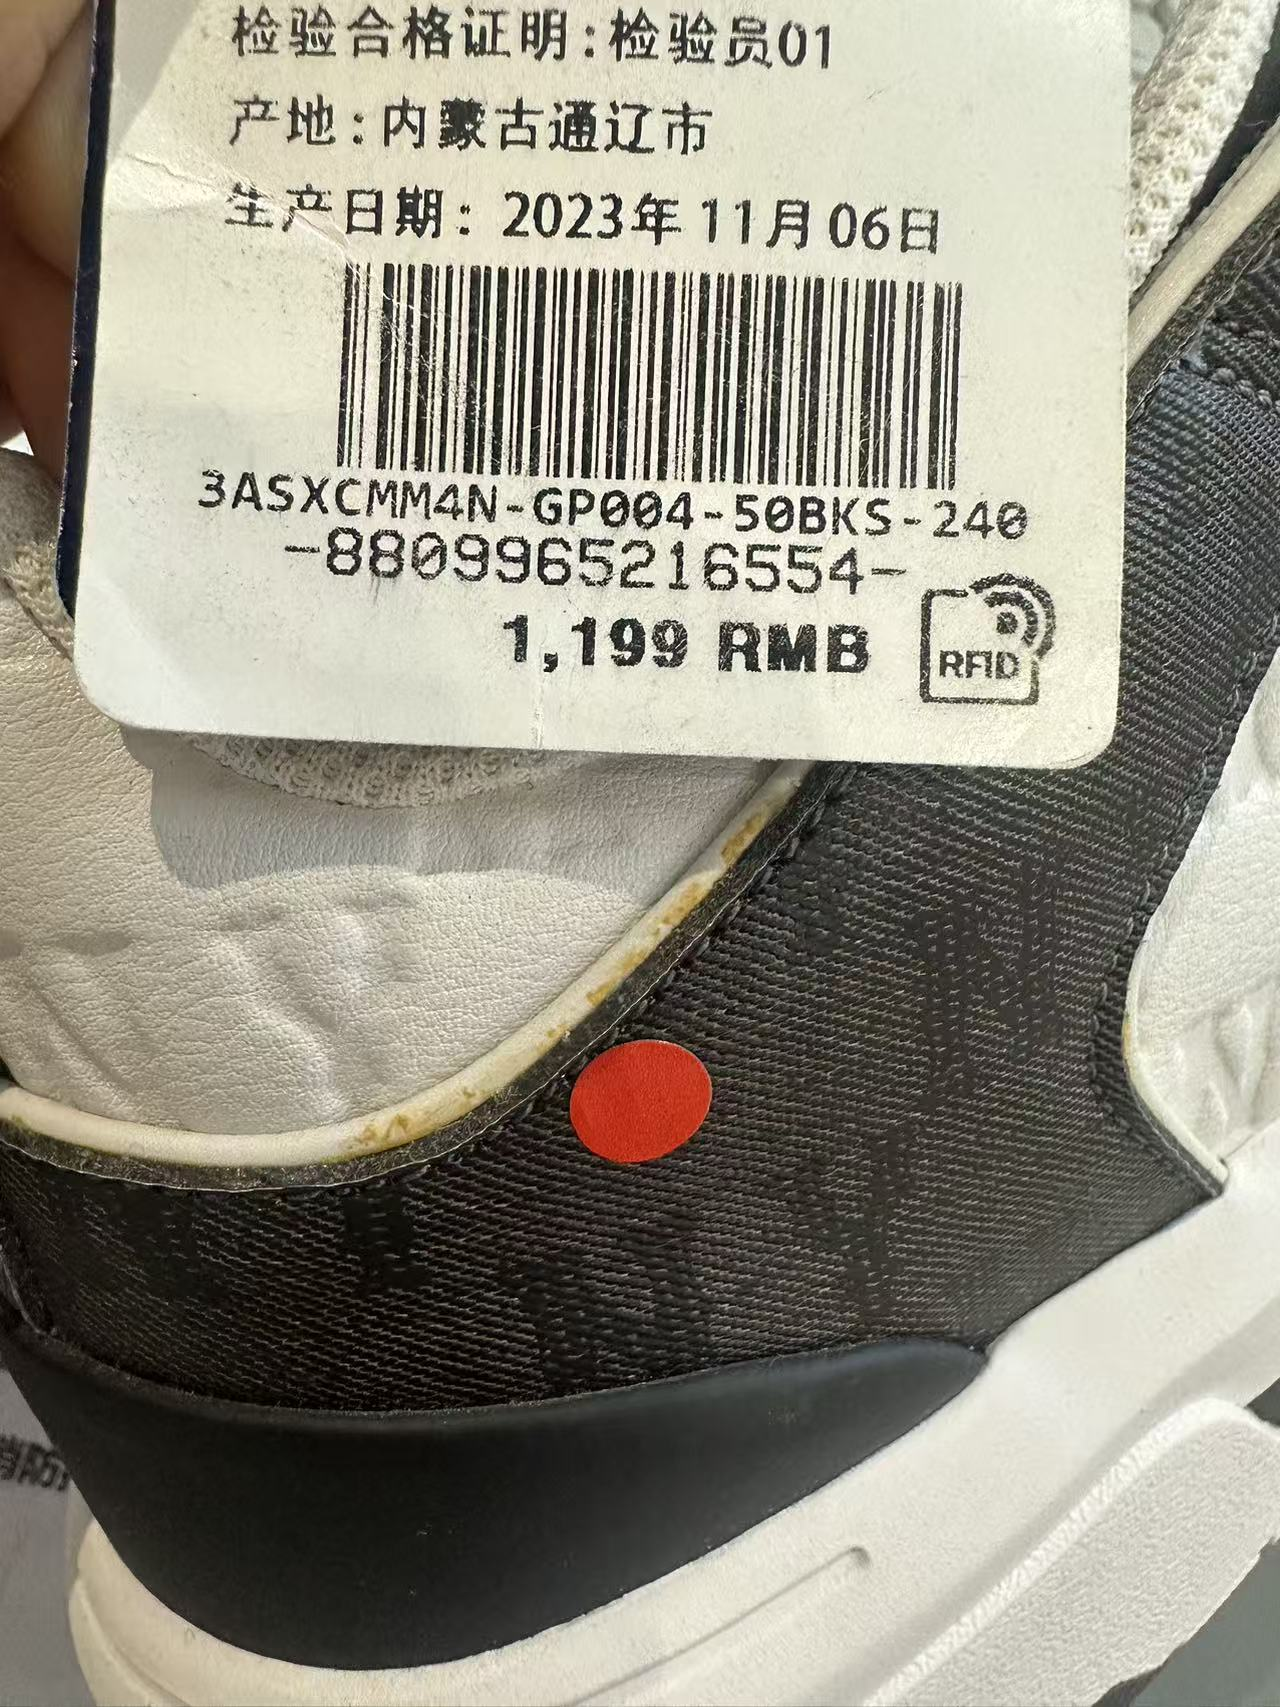 检验合格证明:检验员01
产地:内蒙古通辽市
生产日期: 2023年11月06日
3ASXCMM4N-GP004-50BKS-240
-8809965216554-
1,199 RMB
RFID
消防